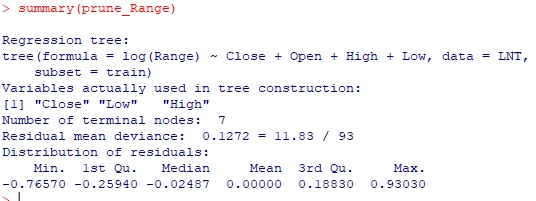 > summary(prune_Range)
Regression tree:
tree(formula = log(Range) ~ Close + Open + High + Low, data = LNT,
    subset = train)
Variables actually used in tree construction:
[1] "Close" "Low"   "High"
Number of terminal nodes:  7
Residual mean deviance:  0.1272 = 11.83 / 93
Distribution of residuals:
    Min.  1st Qu.   Median     Mean  3rd Qu.     Max.
-0.76570 -0.25940 -0.02487  0.00000  0.18830  0.93030
>